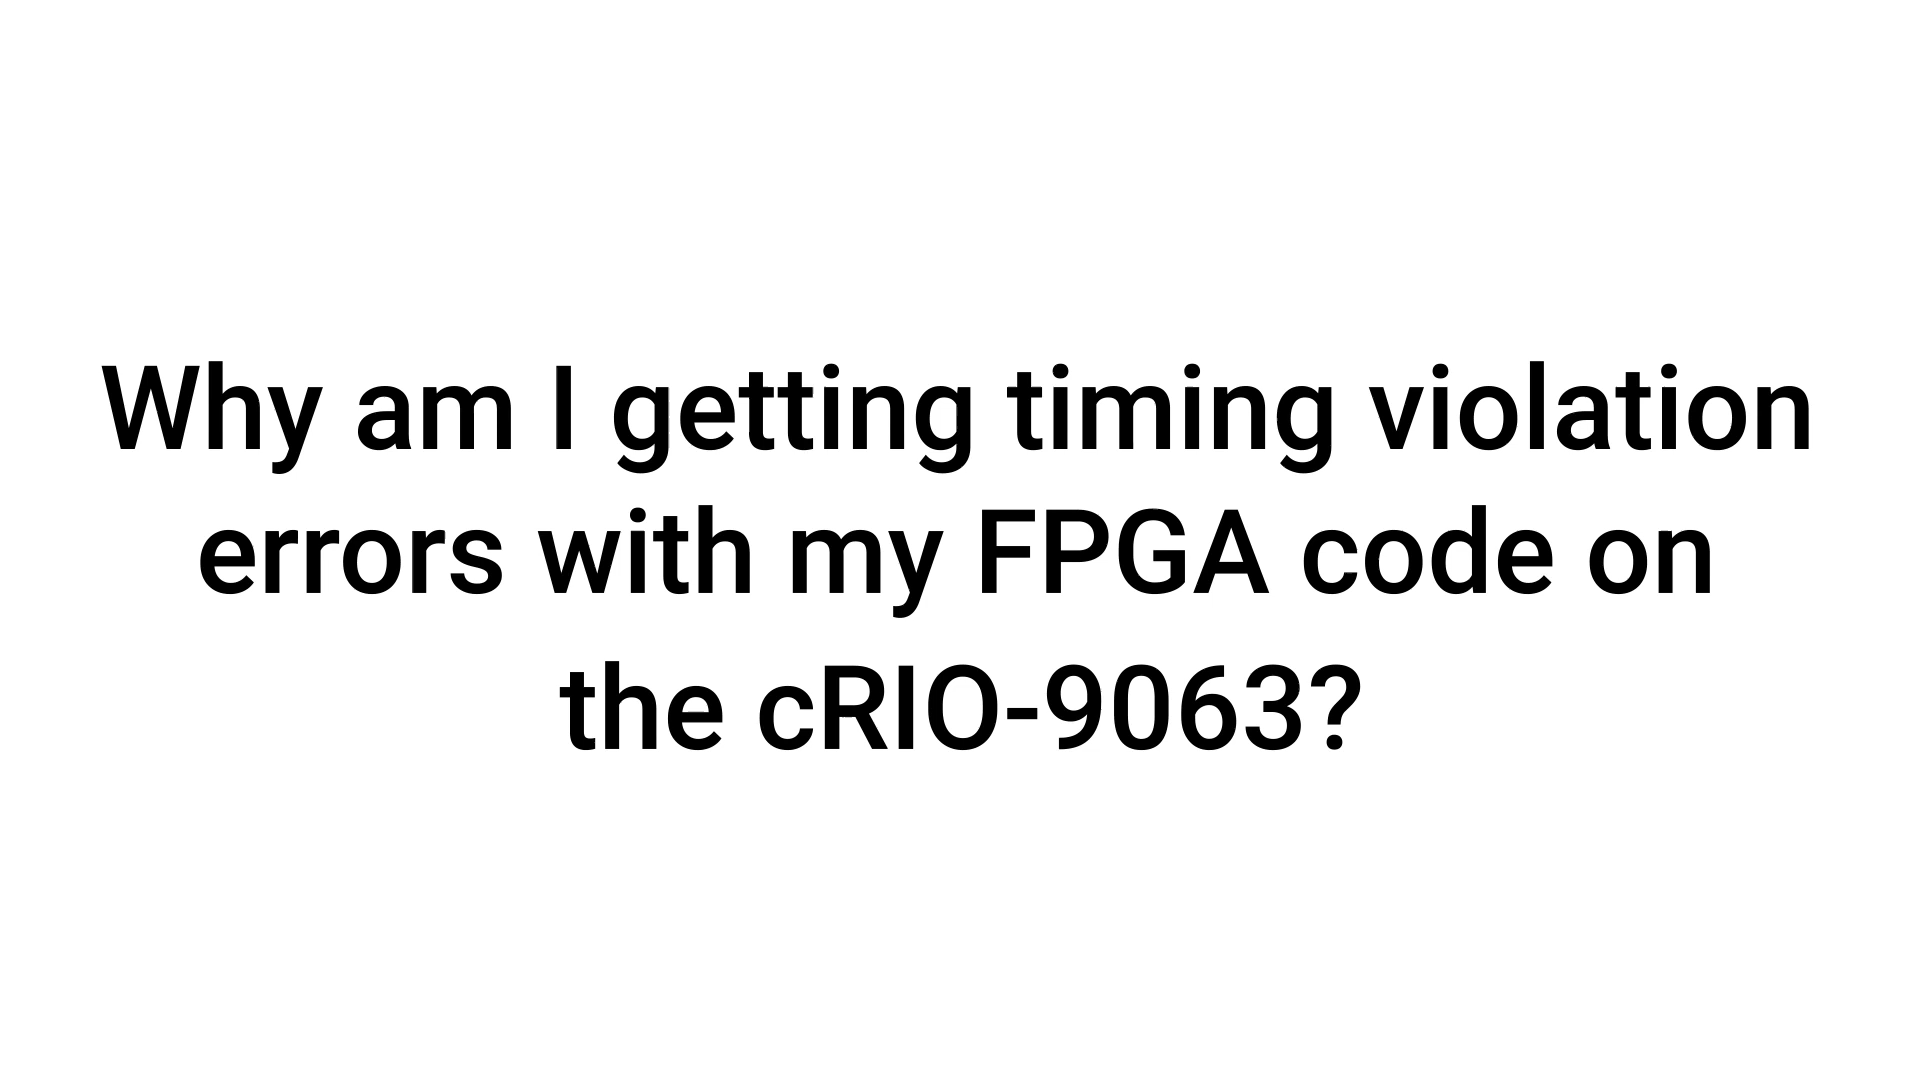 Why am I getting timing violation
errors with my FPGA code on
the cRIO-9063?